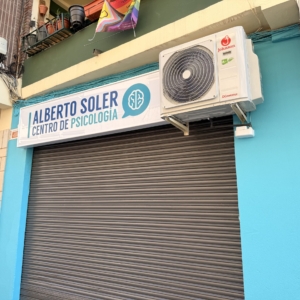 ALBERTO SOLER
CENTRO DE PSICOLOGÍA